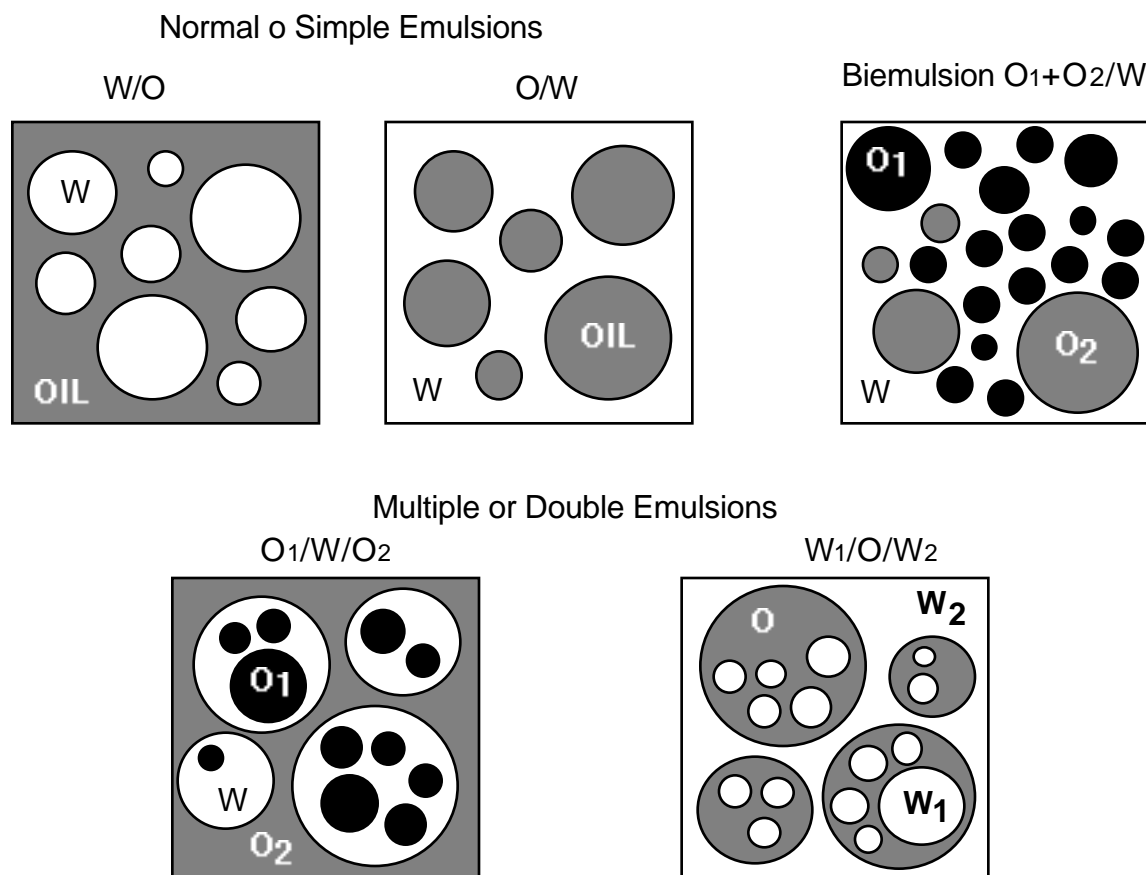 Normal o Simple Emulsions
W/O
O/W
Biemulsion O1+O2/W
W
OIL
OIL
W
O1
O2
W
Multiple or Double Emulsions
O1/W/O2
W1/O/W2
O1
W
O2
O
W2
W1